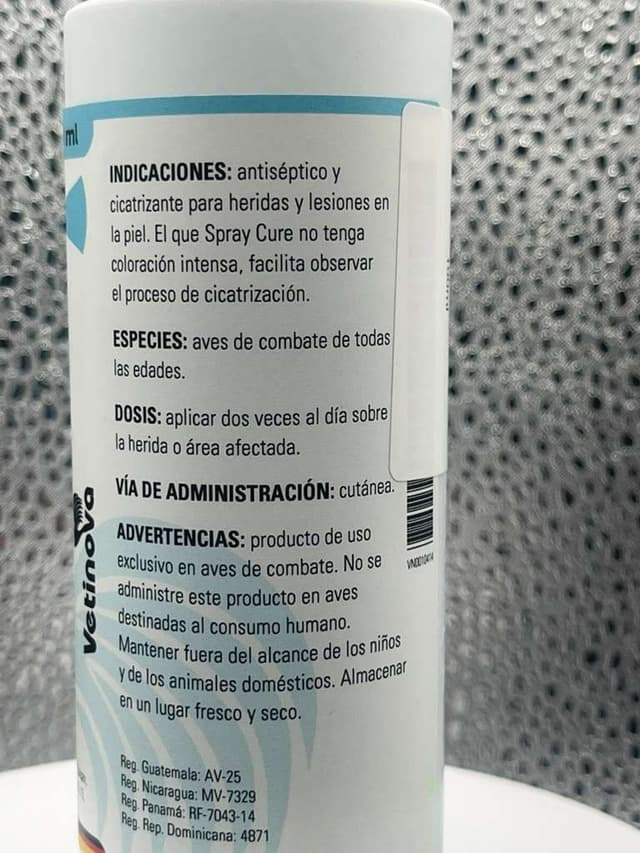 ml
INDICACIONES: antiséptico y
cicatrizante para heridas y lesiones en
la piel. El que Spray Cure no tenga
coloración intensa, facilita observar
el proceso de cicatrización.
ESPECIES: aves de combate de todas
las edades.
DOSIS: aplicar dos veces al día sobre
la herida o área afectada.
VÍA DE ADMINISTRACIÓN: cutánea.
ADVERTENCIAS: producto de uso
exclusivo en aves de combate. No se
administre este producto en aves
destinadas al consumo humano.
Mantener fuera del alcance de los niños
y de los animales domésticos. Almacenar
en un lugar fresco y seco.
Reg. Guatemala: AV-25
Reg. Nicaragua: MV-7329
Reg. Panamá: RF-7043-14
Reg. Rep. Dominicana: 4871
Vetinova
VND010414